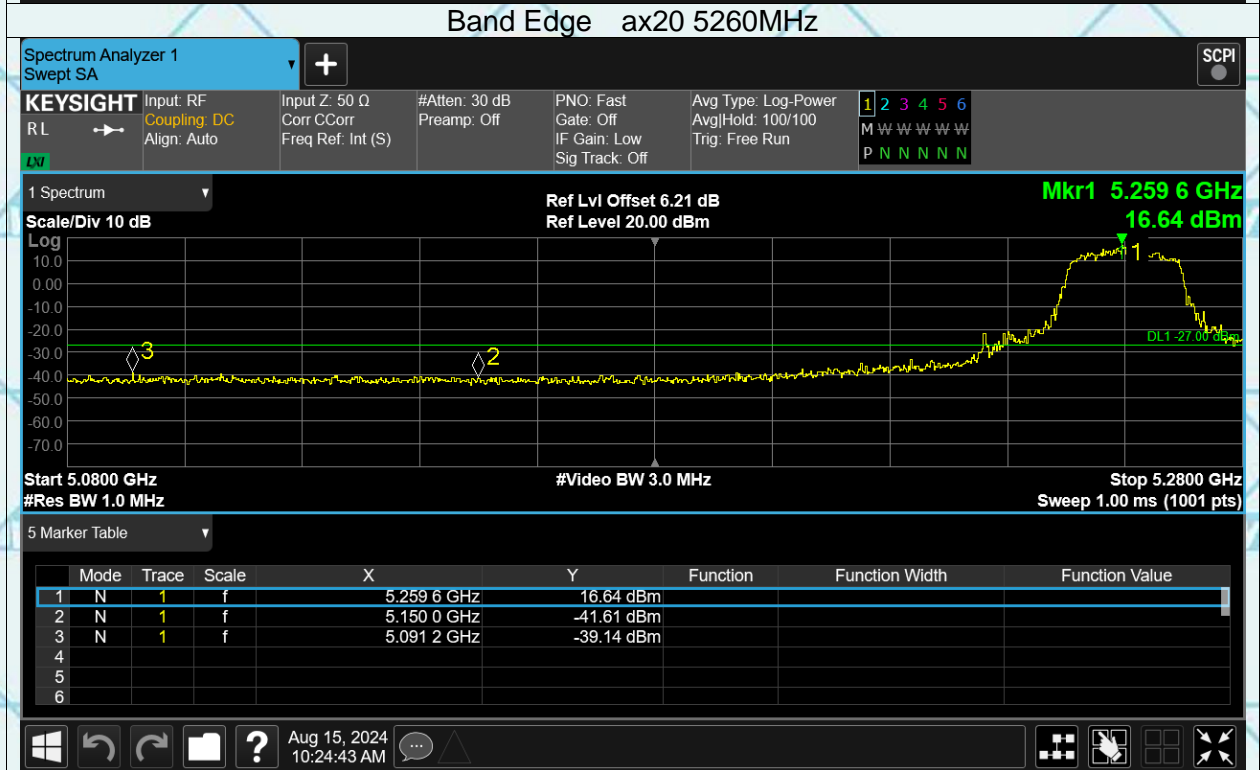 Band Edge ax20 5260MHz
Spectrum Analyzer 1
Swept SA
+
SCPI
KEYSIGHT
R L
LXI
Input: RF
Coupling: DC
Align: Auto
Input Z: 50 Ω
Corr CCorr
Freq Ref: Int (S)
#Atten: 30 dB
Preamp: Off
PNO: Fast
Gate: Off
IF Gain: Low
Sig Track: Off
Avg Type: Log-Power
Avg|Hold: 100/100
Trig: Free Run
1 2 3 4 5 6
M W W W W W
P N N N N N
1 Spectrum
Scale/Div 10 dB
Ref Lvl Offset 6.21 dB
Ref Level 20.00 dBm
Mkr1 5.259 6 GHz
16.64 dBm
Log
10.0
0.00
-10.0
-20.0
-30.0
-40.0
-50.0
-60.0
-70.0
1
2
3
DL1 -27.00 dBm
Start 5.0800 GHz
#Video BW 3.0 MHz
Stop 5.2800 GHz
#Res BW 1.0 MHz
Sweep 1.00 ms (1001 pts)
5 Marker Table
Mode Trace Scale X Y Function Function Width Function Value
1 N 1 f 5.259 6 GHz 16.64 dBm
2 N 1 f 5.150 0 GHz -41.61 dBm
3 N 1 f 5.091 2 GHz -39.14 dBm
4
5
6
?
Aug 15, 2024
10:24:43 AM